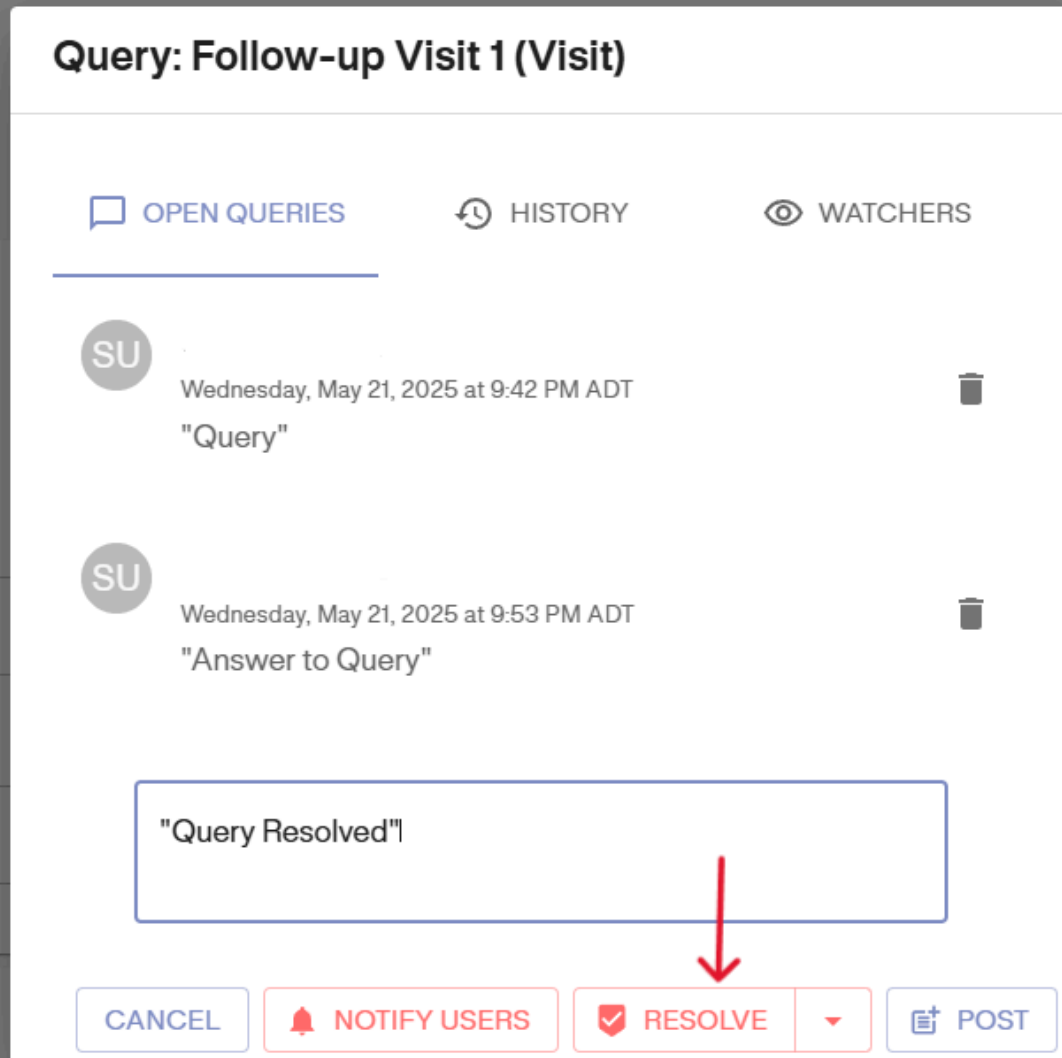 Query: Follow-up Visit 1 (Visit)
OPEN QUERIES HISTORY WATCHERS
SU
Wednesday, May 21, 2025 at 9:42 PM ADT
"Query"
SU
Wednesday, May 21, 2025 at 9:53 PM ADT
"Answer to Query"
"Query Resolved"
CANCEL NOTIFY USERS RESOLVE POST